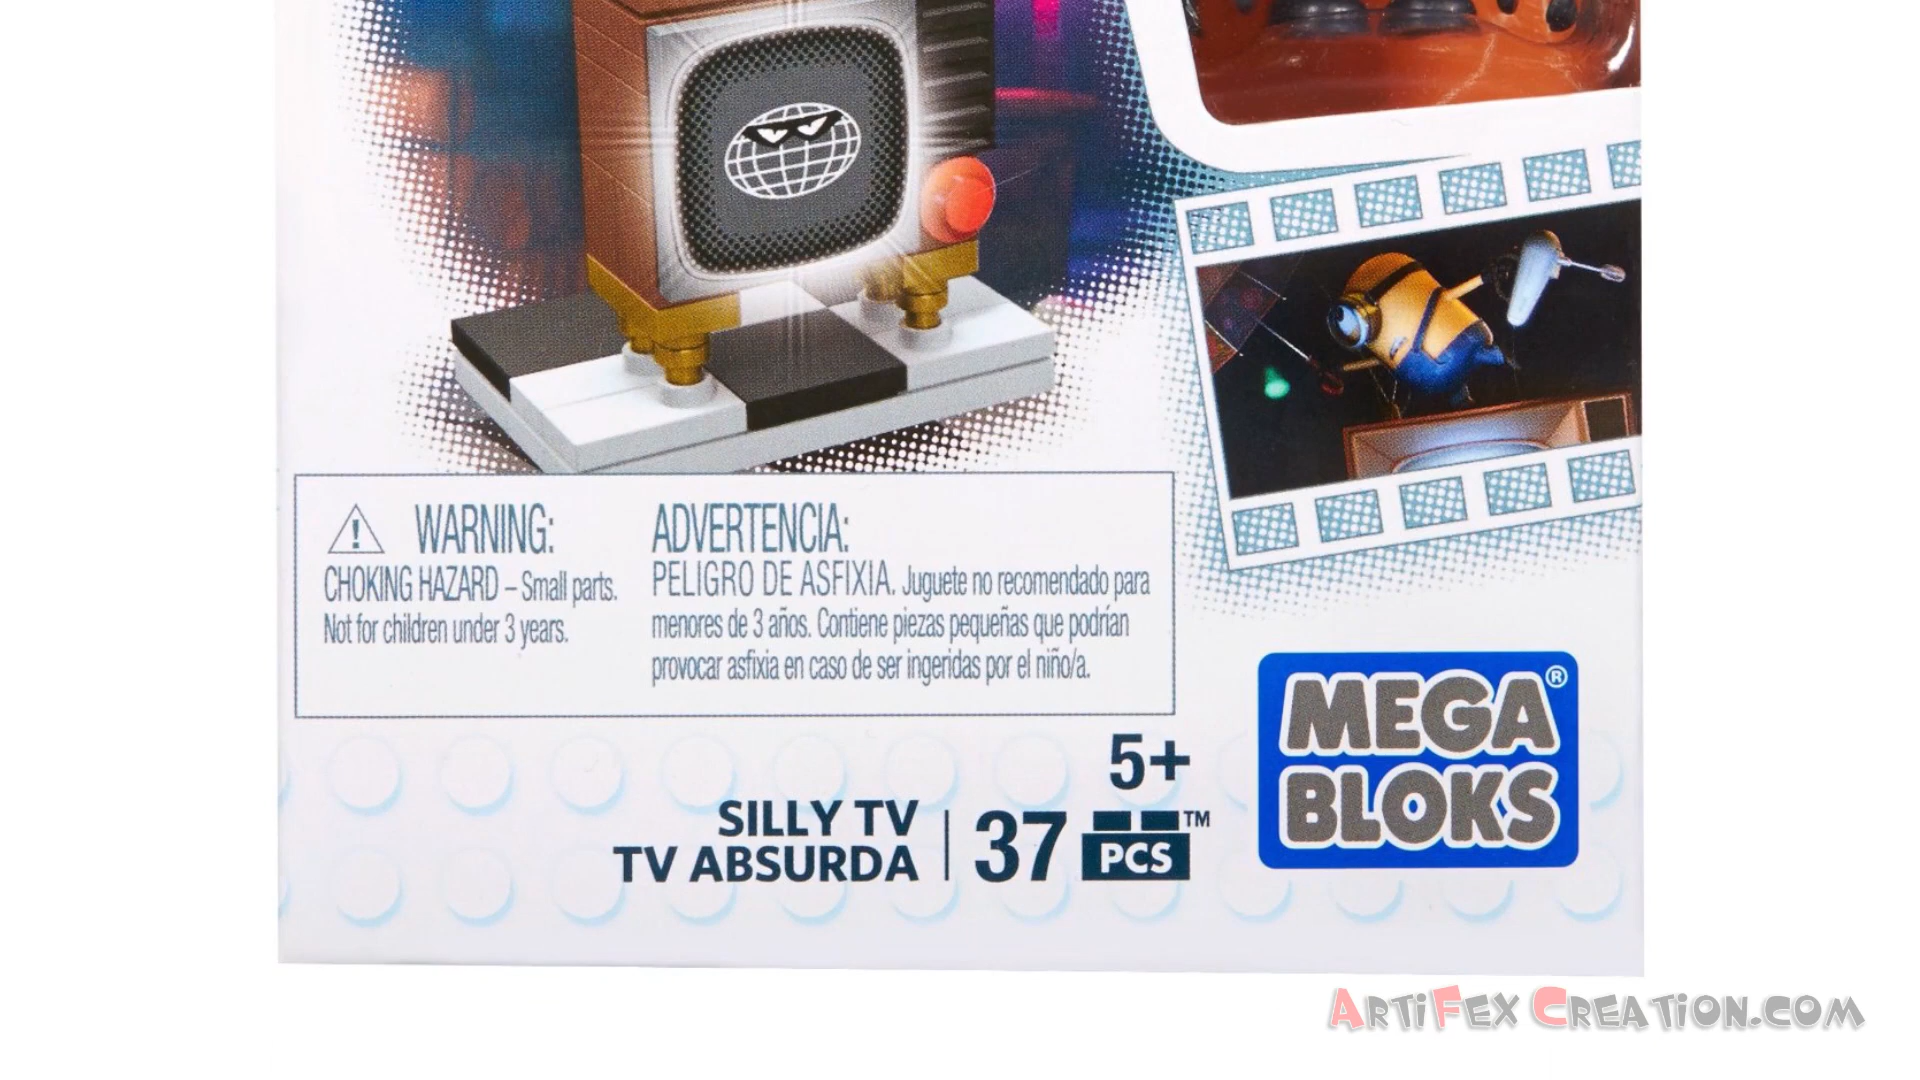 WARNING:
CHOKING HAZARD – Small parts.
Not for children under 3 years.
ADVERTENCIA:
PELIGRO DE ASFIXIA. Juguete no recomendado para
menores de 3 años. Contiene piezas pequeñas que podrían
provocar asfixia en caso de ser ingeridas por el niño/a.
5+
SILLY TV
TV ABSURDA
37 PCS™
MEGA®
BLOKS
ArtiFex Creation.com